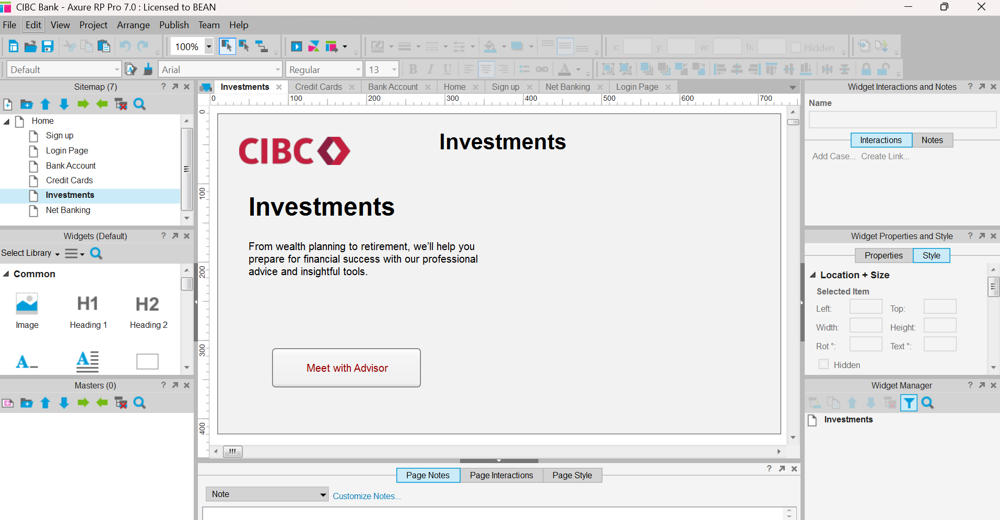 CIBC Bank - Axure RP Pro 7.0 : Licensed to BEAN
File Edit View Project Arrange Publish Team Help
100% x: y: w: h: Hidden
Default Arial Regular 13 B I U A
Sitemap (7) ?
Home
Sign up
Login Page
Bank Account
Credit Cards
Investments
Net Banking
Widgets (Default) ?
Select Library
Common
Image
H1
Heading 1
H2
Heading 2
A
A
Masters (0) ?
Investments Credit Cards Bank Account Home Sign up Net Banking Login Page
0 100 200 300 400 500 600 700
0
100
200
300
400
CIBC
Investments
Investments
From wealth planning to retirement, we'll help you
prepare for financial success with our professional
advice and insightful tools.
Meet with Advisor
?
Page Notes Page Interactions Page Style
Note Customize Notes...
Widget Interactions and Notes ?
Name
Interactions Notes
Add Case... Create Link...
Widget Properties and Style ?
Properties Style
Location + Size
Selected Item
Left: Top:
Width: Height:
Rot °: Text °:
Hidden
Widget Manager ?
Investments